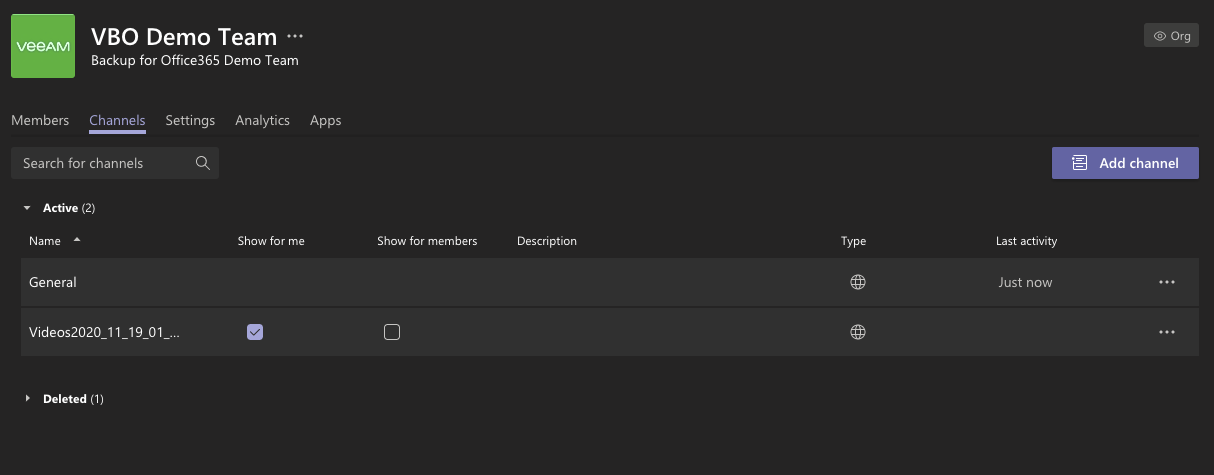 veeAM
VBO Demo Team ···
Backup for Office365 Demo Team
Org
Members Channels Settings Analytics Apps
Search for channels
Add channel
Active (2)
Name Show for me Show for members Description Type Last activity
General Just now ···
Videos2020_11_19_01_... ···
Deleted (1)